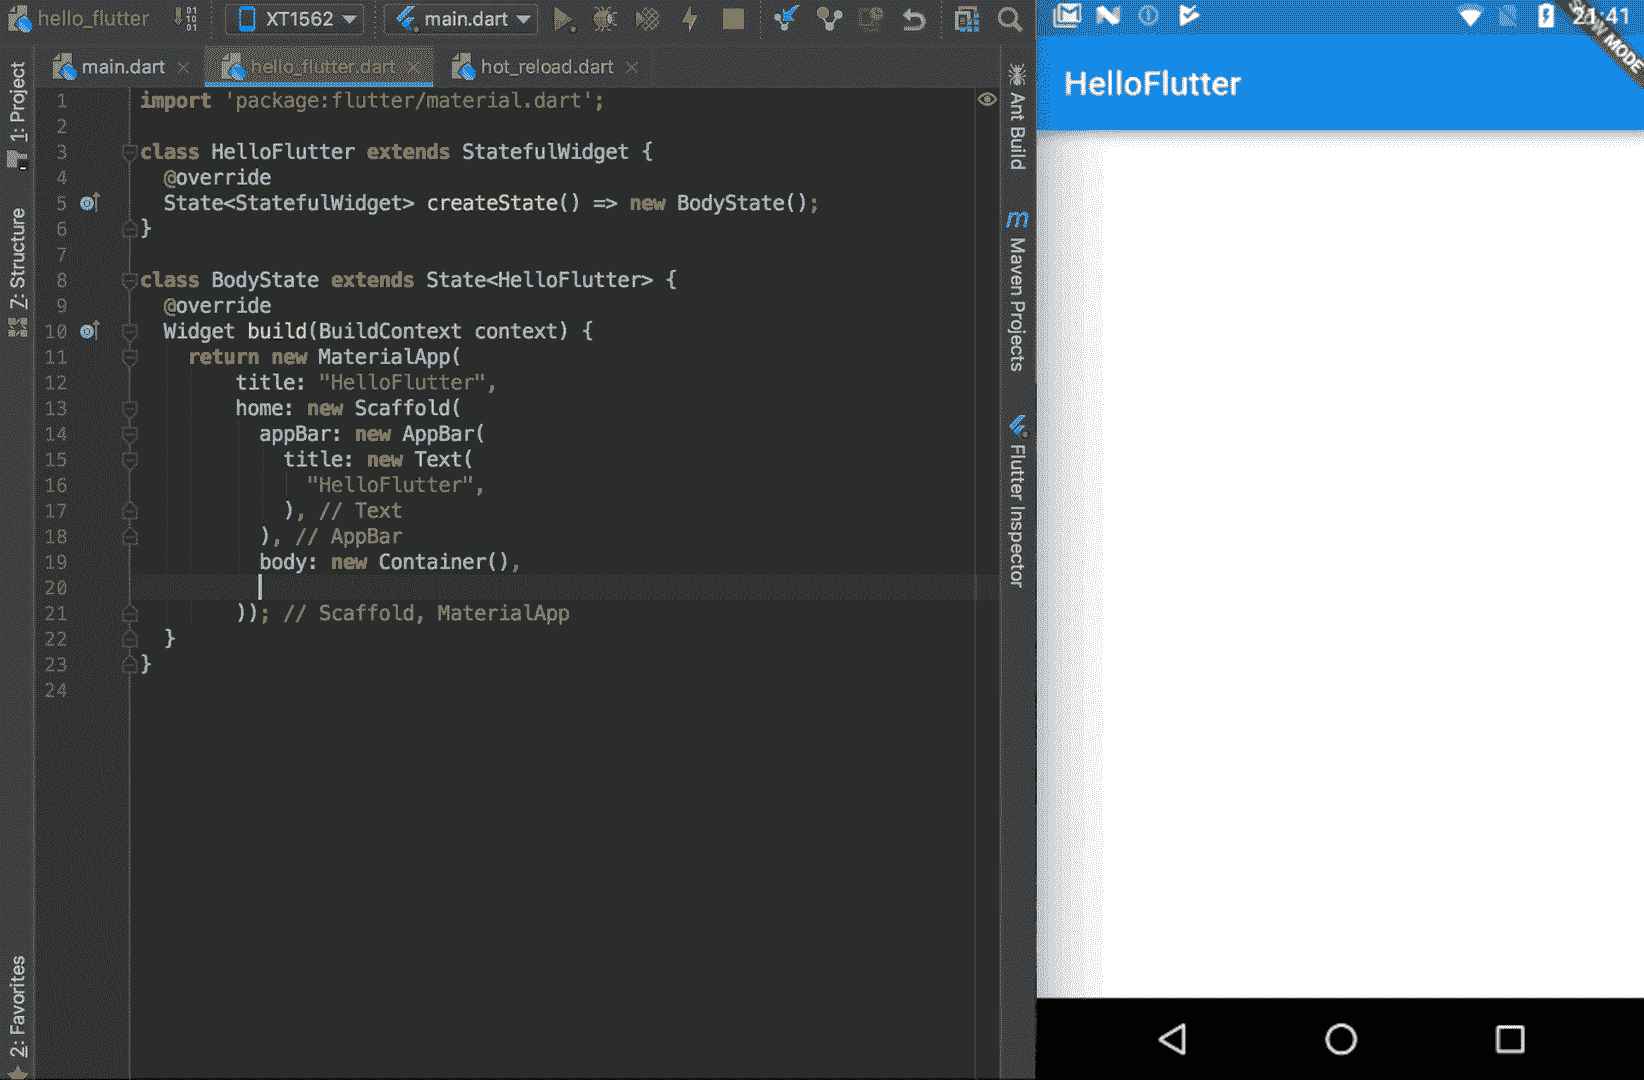 hello_flutter
XT1562
main.dart
main.dart
hello_flutter.dart
hot_reload.dart
1: Project
Z: Structure
2: Favorites
1 import 'package:flutter/material.dart';
2
3 class HelloFlutter extends StatefulWidget {
4 @override
5 State<StatefulWidget> createState() => new BodyState();
6 }
7
8 class BodyState extends State<HelloFlutter> {
9 @override
10 Widget build(BuildContext context) {
11 return new MaterialApp(
12 title: "HelloFlutter",
13 home: new Scaffold(
14 appBar: new AppBar(
15 title: new Text(
16 "HelloFlutter",
17 ), // Text
18 ), // AppBar
19 body: new Container(),
20
21 )); // Scaffold, MaterialApp
22 }
23 }
24
Ant Build
m Maven Projects
Flutter Inspector
21:41
MODE
HelloFlutter